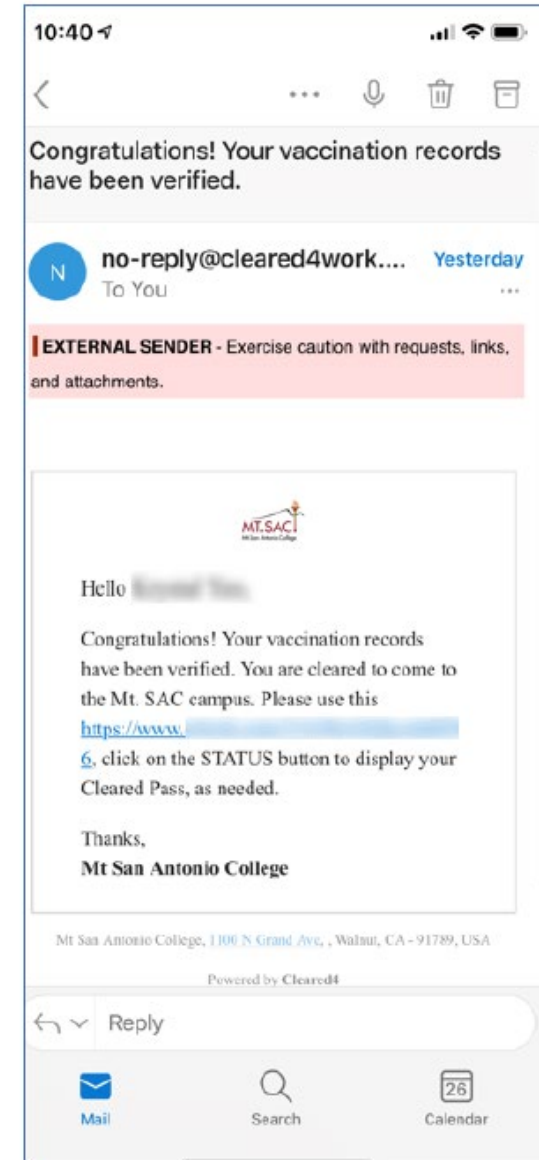 10:40
Congratulations! Your vaccination records
have been verified.
N
no-reply@cleared4work....
Yesterday
To You
EXTERNAL SENDER - Exercise caution with requests, links,
and attachments.
MT.SAC
Mt San Antonio College
Hello
Congratulations! Your vaccination records
have been verified. You are cleared to come to
the Mt. SAC campus. Please use this
https://www.
6, click on the STATUS button to display your
Cleared Pass, as needed.
Thanks,
Mt San Antonio College
Mt San Antonio College, 1100 N Grand Ave, , Walnut, CA - 91789, USA
Powered by Cleared4
Reply
26
Mail
Search
Calendar